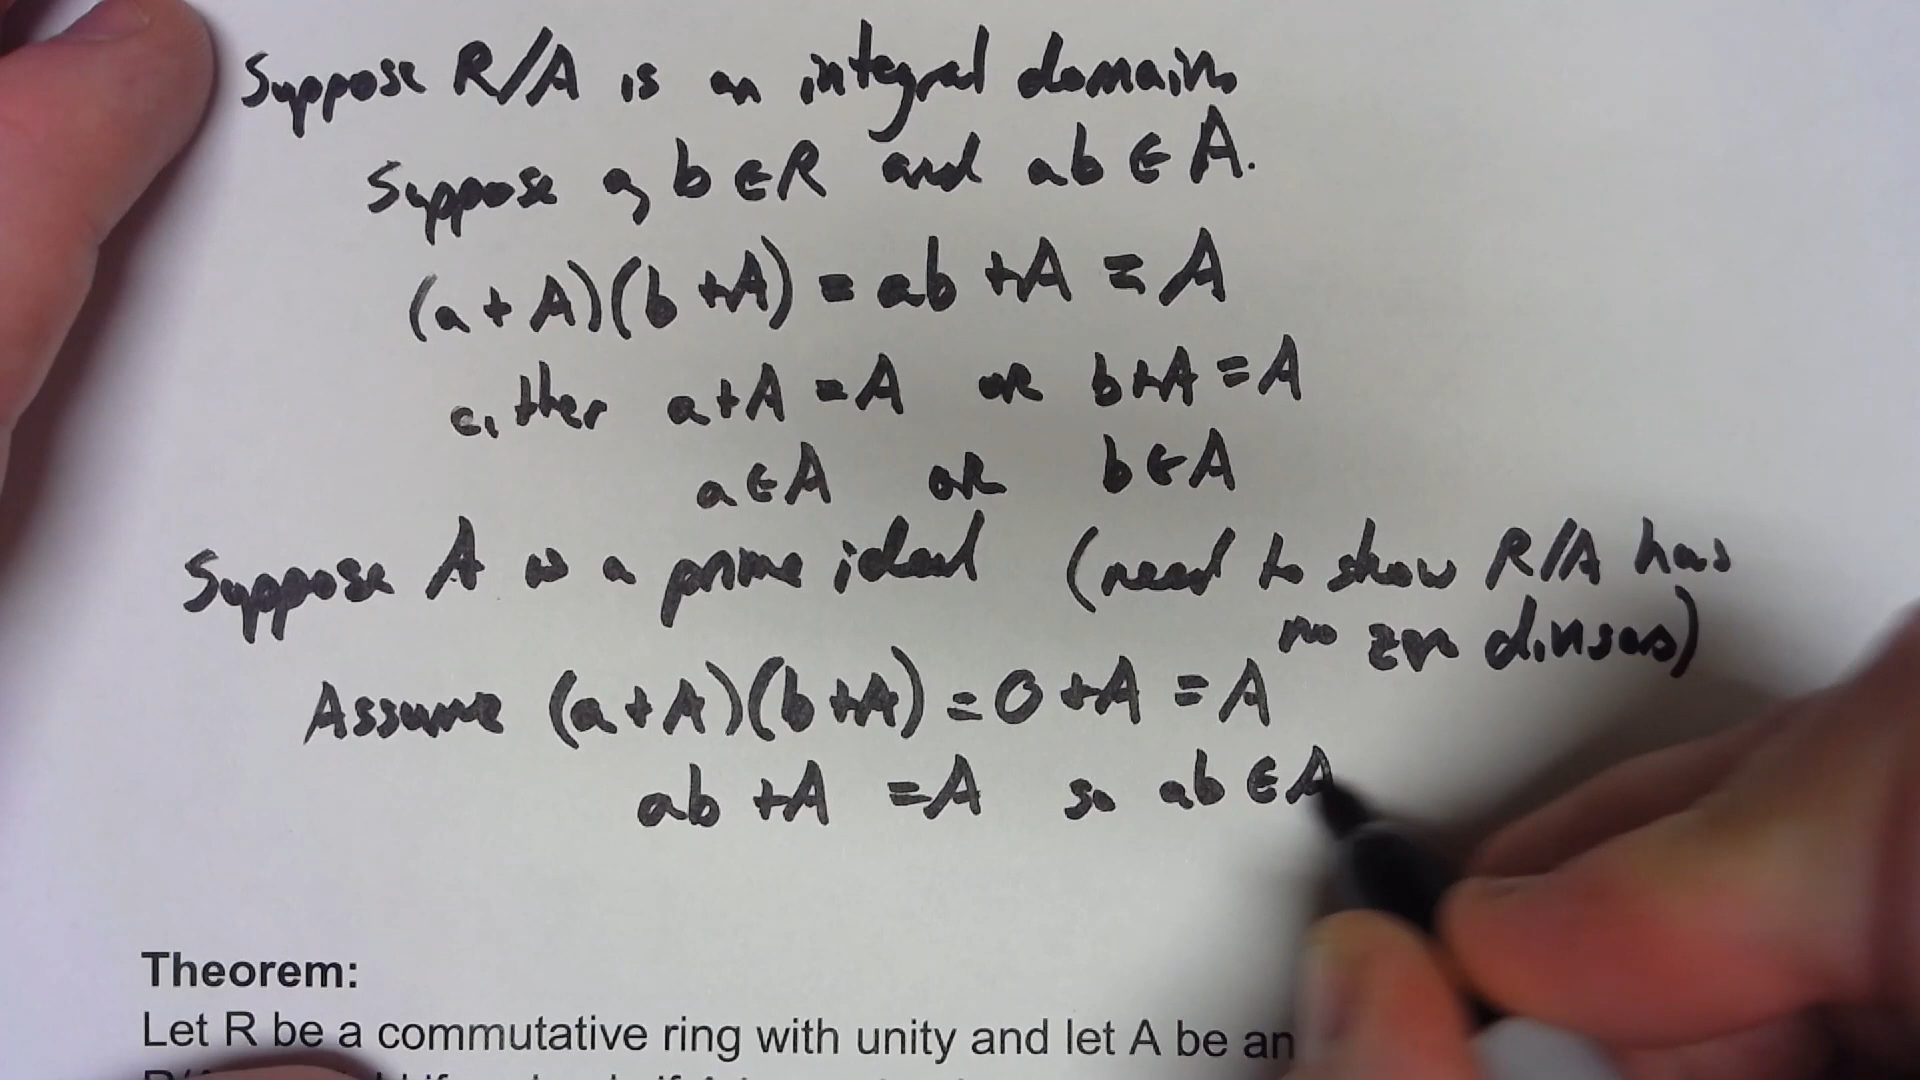 Suppose R/A is an integral domain.
Suppose a, b ∈ R and ab ∈ A.
(a + A)(b + A) = ab + A = A
either a + A = A or b + A = A
a ∈ A or b ∈ A
Suppose A is a prime ideal (need to show R/A has
no zero divisors)
Assume (a + A)(b + A) = 0 + A = A
ab + A = A so ab ∈ A
Theorem:
Let R be a commutative ring with unity and let A be an